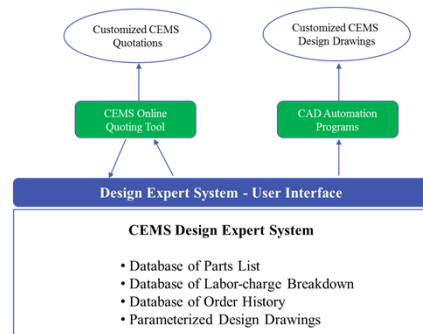 Customized CEMS
Quotations
Customized CEMS
Design Drawings
CEMS Online
Quoting Tool
CAD Automation
Programs
Design Expert System - User Interface
CEMS Design Expert System
• Database of Parts List
• Database of Labor-charge Breakdown
• Database of Order History
• Parameterized Design Drawings